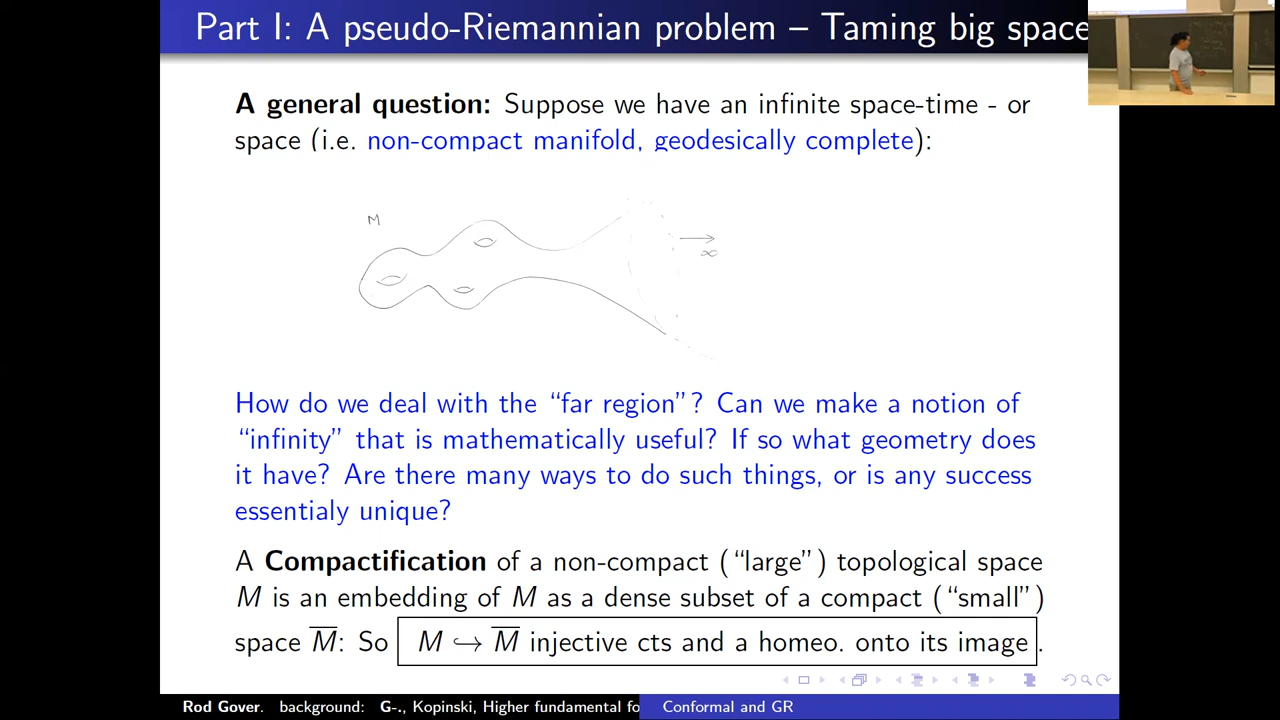 Part I: A pseudo-Riemannian problem – Taming big space
A general question: Suppose we have an infinite space-time - or
space (i.e. non-compact manifold, geodesically complete):
M
∞
How do we deal with the “far region”? Can we make a notion of
“infinity” that is mathematically useful? If so what geometry does
it have? Are there many ways to do such things, or is any success
essentialy unique?
A Compactification of a non-compact (“large”) topological space
M is an embedding of M as a dense subset of a compact (“small”)
space M̅: So M ↪ M̅ injective cts and a homeo. onto its image.
Rod Gover. background: G-., Kopinski, Higher fundamental fo
Conformal and GR